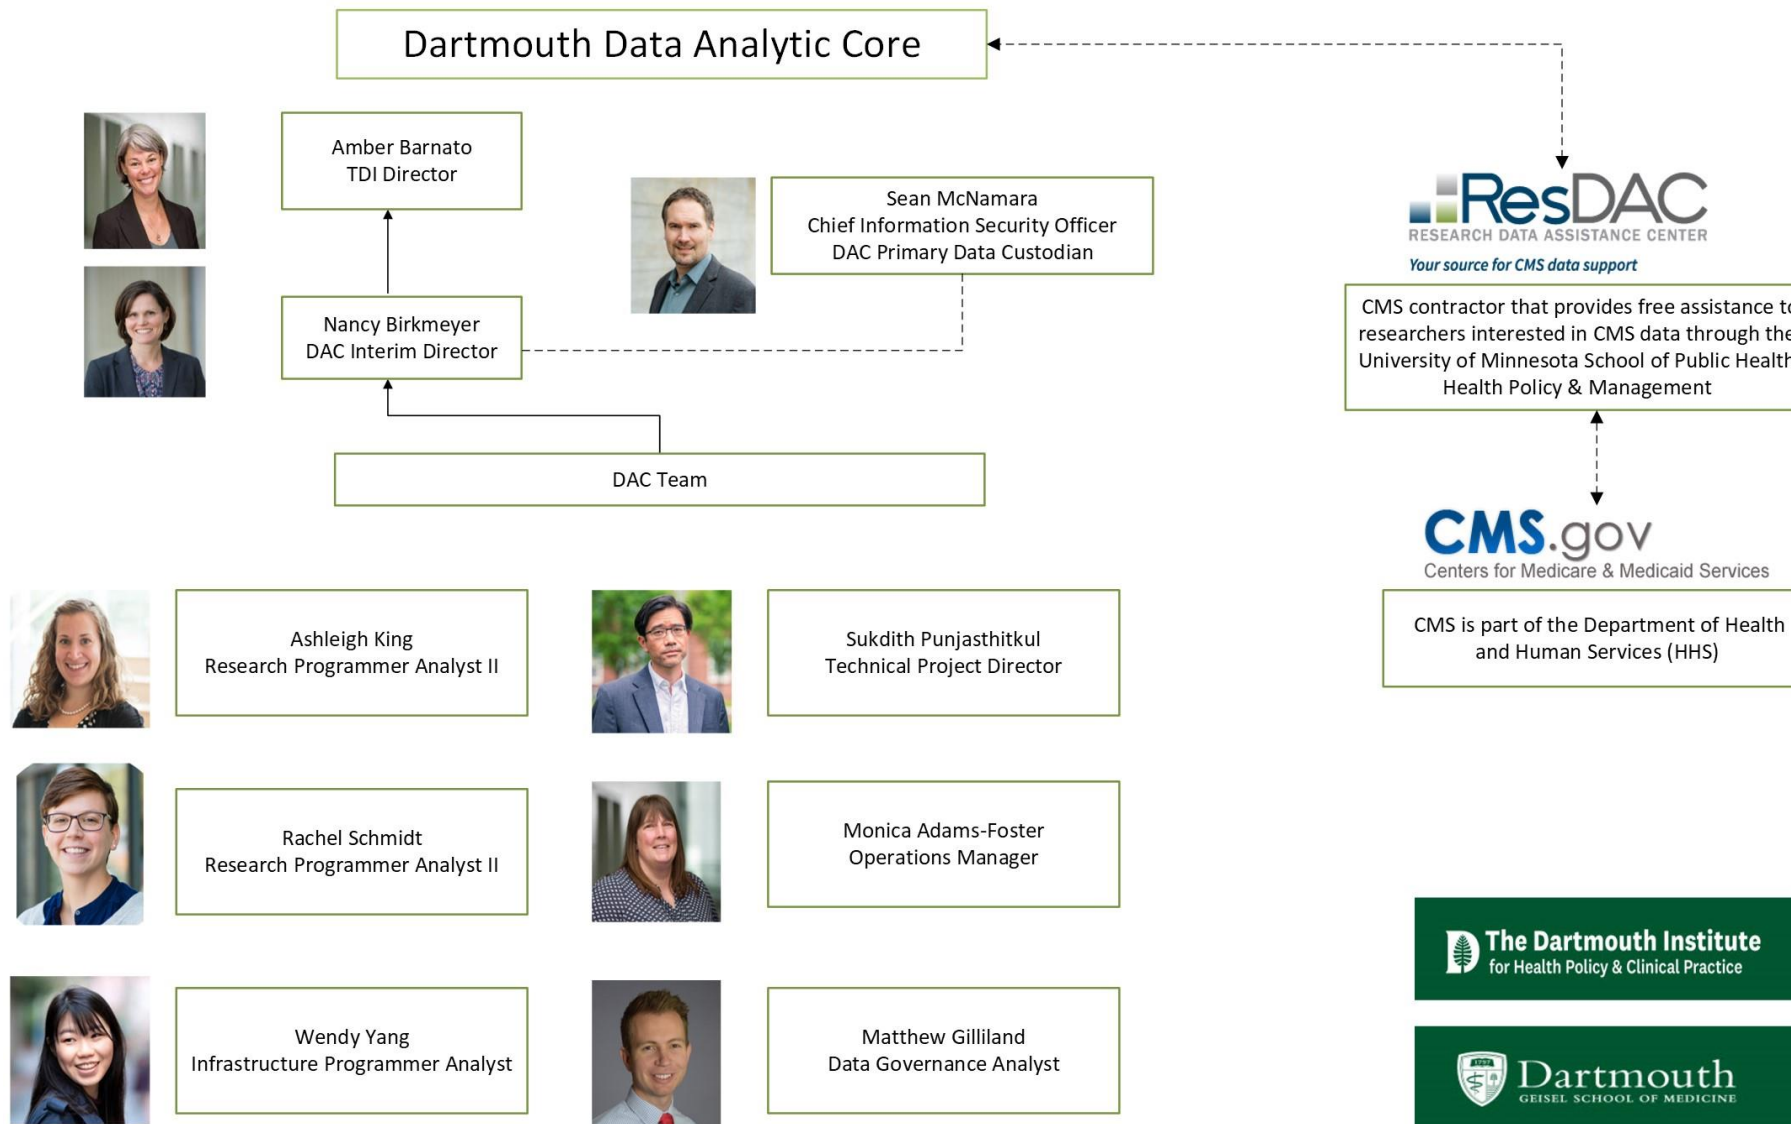 Dartmouth Data Analytic Core
Amber Barnato
TDI Director
Sean McNamara
Chief Information Security Officer
DAC Primary Data Custodian
Nancy Birkmeyer
DAC Interim Director
DAC Team
Ashleigh King
Research Programmer Analyst II
Sukdith Punjasthitkul
Technical Project Director
Rachel Schmidt
Research Programmer Analyst II
Monica Adams-Foster
Operations Manager
Wendy Yang
Infrastructure Programmer Analyst
Matthew Gilliland
Data Governance Analyst
ResDAC
RESEARCH DATA ASSISTANCE CENTER
Your source for CMS data support
CMS contractor that provides free assistance to
researchers interested in CMS data through the
University of Minnesota School of Public Health
Health Policy & Management
CMS.gov
Centers for Medicare & Medicaid Services
CMS is part of the Department of Health
and Human Services (HHS)
D The Dartmouth Institute
for Health Policy & Clinical Practice
1797
Dartmouth
GEISEL SCHOOL OF MEDICINE